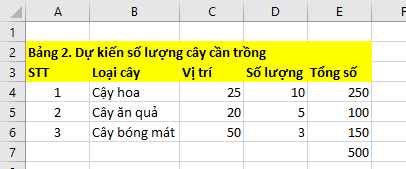 A B C D E F
1
2 Bảng 2. Dự kiến số lượng cây cần trồng
3 STT Loại cây Vị trí Số lượng Tổng số
4 1 Cậy hoa 25 10 250
5 2 Cây ăn quả 20 5 100
6 3 Cây bóng mát 50 3 150
7 500